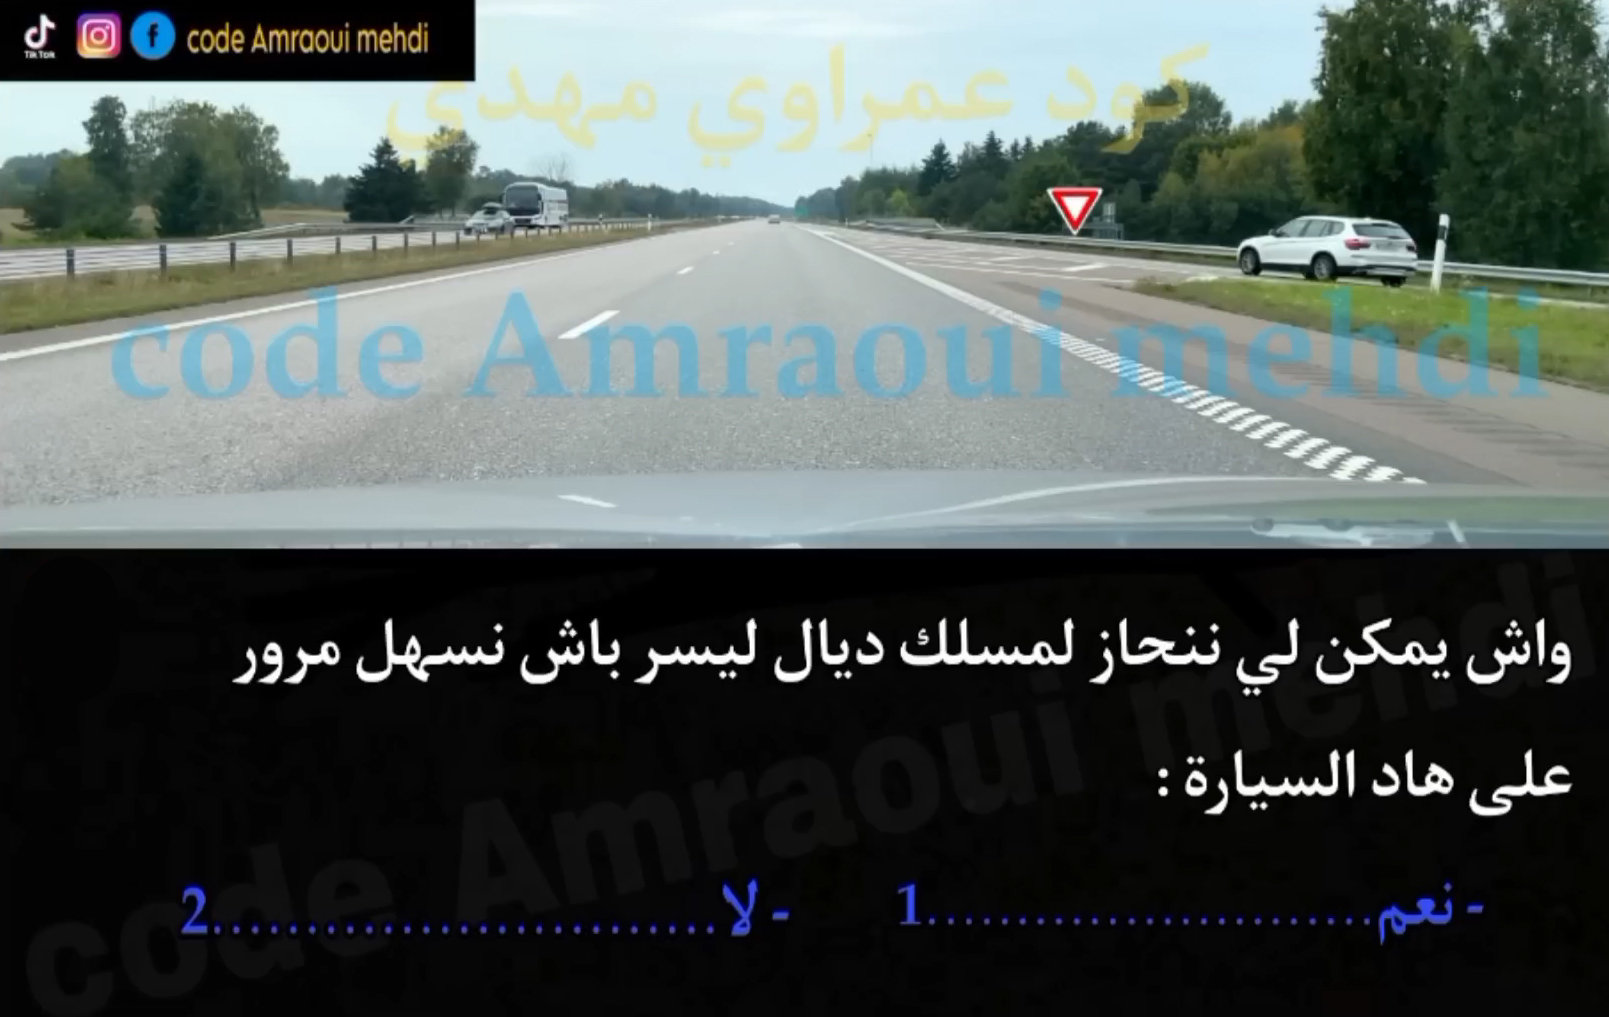 TikTok
code Amraoui mehdi
كود عمراوي مهدي
code Amraoui mehdi
واش يمكن لي ننحاز لمسلك ديال ليسر باش نسهل مرور
على هاد السيارة :
- نعم.........................1 - لا............................2
code Amraoui mehdi